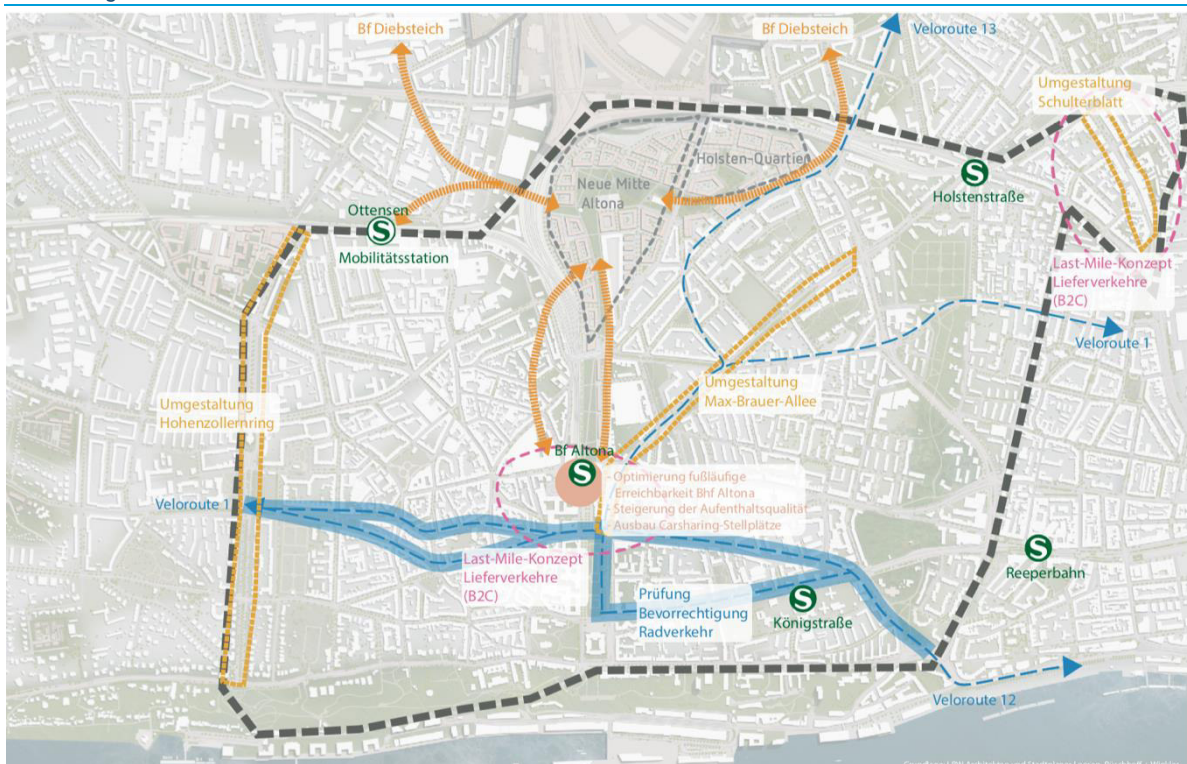 Bf Diebsteich
Bf Diebsteich
Veloroute 13
Umgestaltung
Schulterblatt
Holsten-Quartier
Neue Mitte
Altona
S
Holstenstraße
Ottensen
S
Mobilitätsstation
Last-Mile-Konzept
Lieferverkehre
(B2C)
Veloroute 1
Umgestaltung
Max-Brauer-Allee
Umgestaltung
Hohenzollernring
Bf Altona
S
- Optimierung fußläufige
Erreichbarkeit Bhf Altona
- Steigerung der Aufenthaltsqualität
- Ausbau Carsharing-Stellplätze
Veloroute 1
Last-Mile-Konzept
Lieferverkehre
(B2C)
S
Reeperbahn
Prüfung
Bevorrechtigung
Radverkehr
S
Königstraße
Veloroute 12